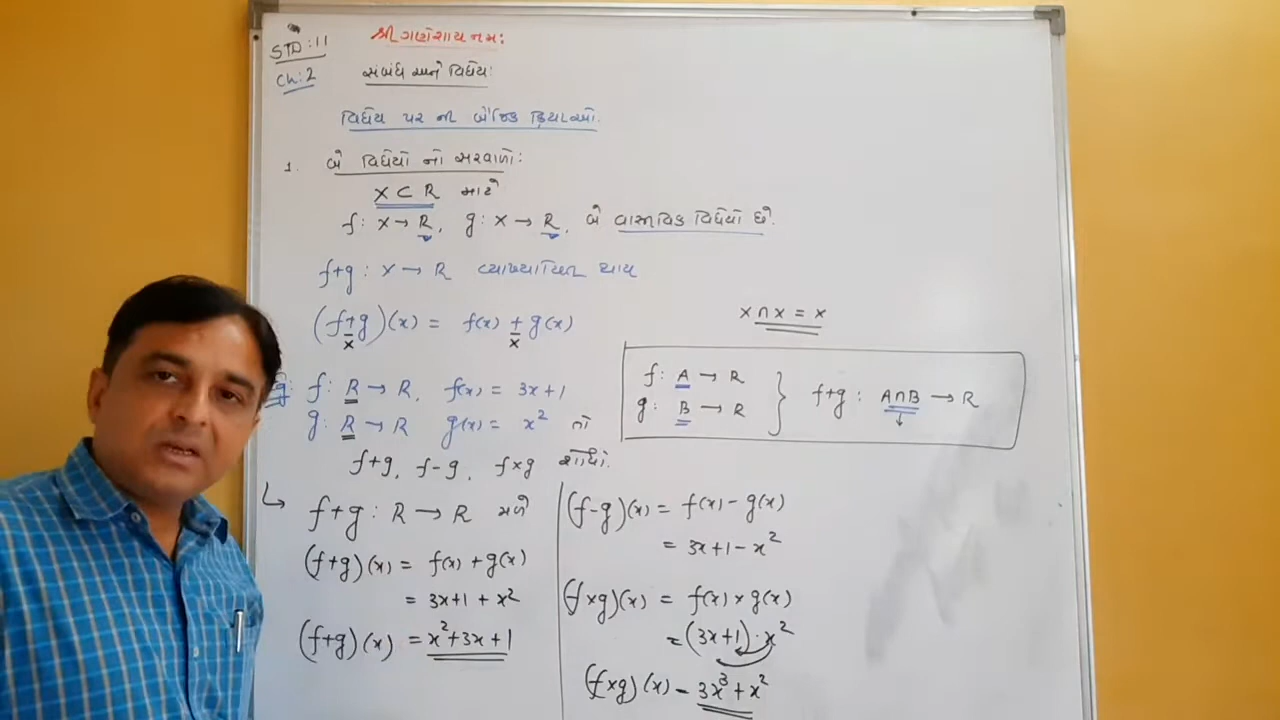 STD: 11
શ્રી ગણેશાય નમ:
Ch: 2
સંબંધ અને વિધેય:
વિધેય પર ની બૈજિક ક્રિયાઓ.
1. બે વિધેયો નો સરવાળો:
X ⊂ R માટે
f: X → R, g: X → R, બે વાસ્તવિક વિધેયો છે.
f+g : X → R વ્યાખ્યાયિત થાય
(f+g)(x) = f(x) + g(x)
x x
X ∩ X = X
f: A → R
g: B → R
f+g : A∩B → R
eg: f: R → R, f(x) = 3x+1
g: R → R g(x) = x² તો
f+g, f-g, f×g શોધો.
f+g : R → R મળે
(f+g)(x) = f(x) + g(x)
= 3x+1 + x²
(f+g)(x) = x²+3x+1
(f-g)(x) = f(x) - g(x)
= 3x+1 - x²
(f×g)(x) = f(x) × g(x)
= (3x+1)·x²
(f×g)(x) = 3x³ + x²